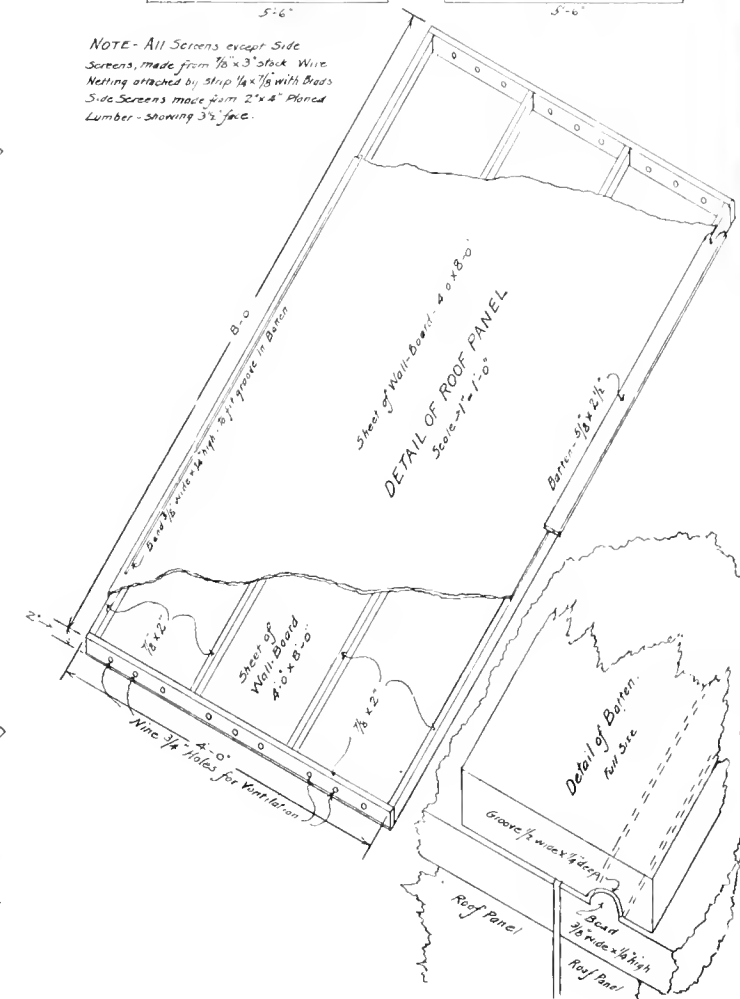 5'-6"
5'-6"
NOTE - All Screens except Side
Screens, made from 7/8" x 3" stock Wire
Netting attached by strip 1/4 x 7/8 with Brads
Side Screens made from 2" x 4" Planed
Lumber - showing 3 1/2" face.
8-0
Sheet of Wall-Board - 4'0 x 8-0"
DETAIL OF ROOF PANEL
Scale - 1" = 1'-0"
Batten - 5/8 x 2 1/2"
Bead 3/8 wide x 1/4 high - to fit groove in Batten
2"
7/8 x 2"
Sheet of
Wall-Board
4'-0" x 8'-0"
7/8 x 2"
4'-0"
Nine 3/4" Holes for Ventilation
Detail of Batten.
Full Size
Groove 1/2 wide x 1/4 deep
Bead
3/8" wide x 1/4" high
Roof Panel
Roof Panel